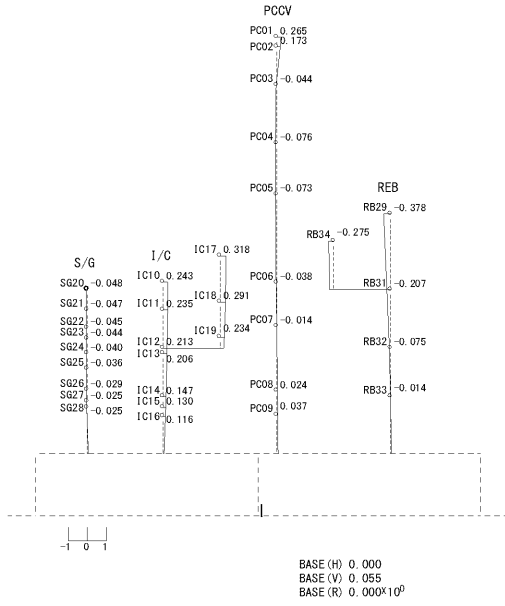 PCCV
PC01 0.265
PC02 0.173
PC03 -0.044
PC04 -0.076
PC05 -0.073
PC06 -0.038
PC07 -0.014
PC08 0.024
PC09 0.037
REB
RB29 -0.378
RB34 -0.275
RB31 -0.207
RB32 -0.075
RB33 -0.014
I/C
IC17 0.318
IC10 0.243
IC18 0.291
IC11 0.235
IC19 0.234
IC12 0.213
IC13 0.206
IC14 0.147
IC15 0.130
IC16 0.116
S/G
SG20 -0.048
SG21 -0.047
SG22 -0.045
SG23 -0.044
SG24 -0.040
SG25 -0.036
SG26 -0.029
SG27 -0.025
SG28 -0.025
-1 0 1
BASE(H) 0.000
BASE(V) 0.055
BASE(R) 0.000×10⁰